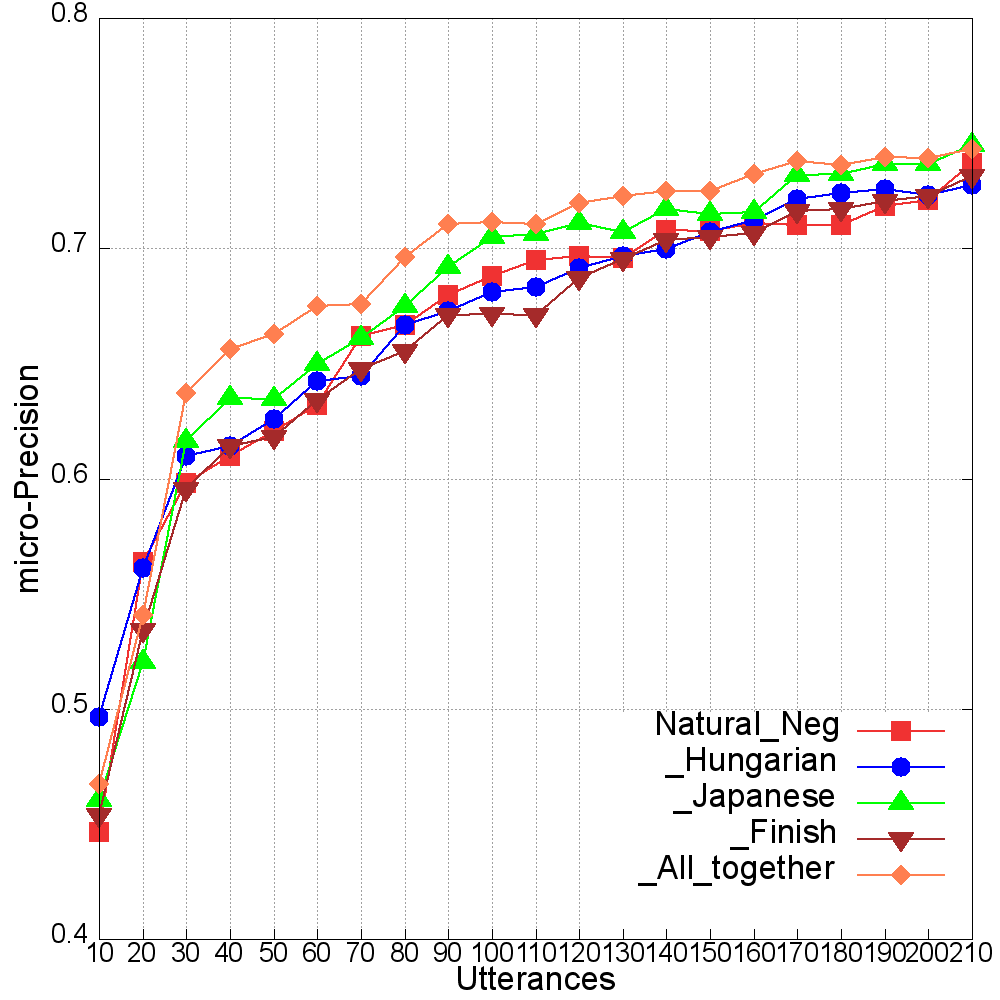 0.8
0.7
0.6
0.5
0.4
micro-Precision
Natural_Neg
_Hungarian
_Japanese
_Finish
_All_together
10 20 30 40 50 60 70 80 90 100 110 120 130 140 150 160 170 180 190 200 210
Utterances